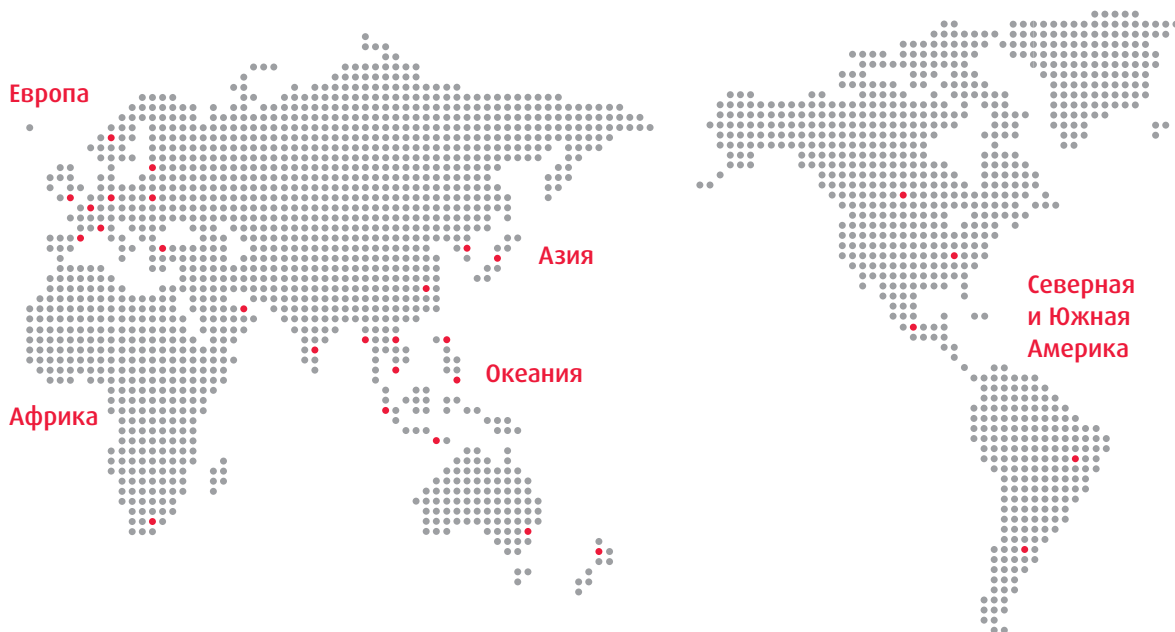 Европа
Азия
Северная
и Южная
Америка
Океания
Африка